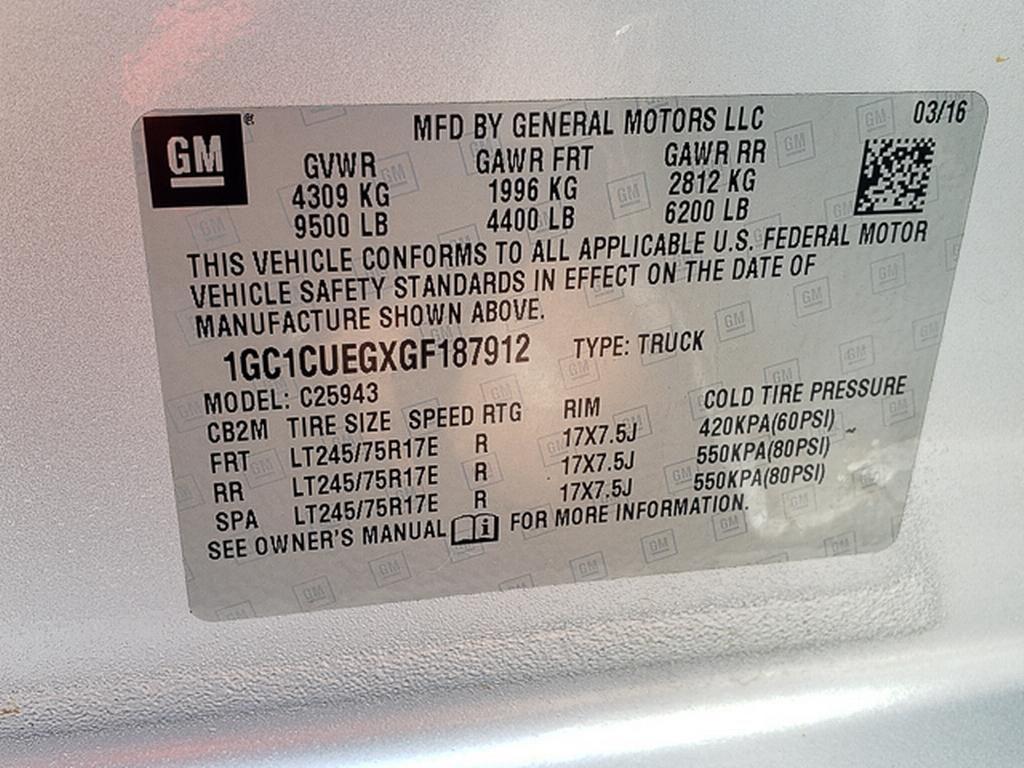 GM
MFD BY GENERAL MOTORS LLC 03/16
GVWR GAWR FRT GAWR RR
4309 KG 1996 KG 2812 KG
9500 LB 4400 LB 6200 LB
THIS VEHICLE CONFORMS TO ALL APPLICABLE U.S. FEDERAL MOTOR
VEHICLE SAFETY STANDARDS IN EFFECT ON THE DATE OF
MANUFACTURE SHOWN ABOVE.
1GC1CUEGXGF187912 TYPE: TRUCK
MODEL: C25943
CB2M TIRE SIZE SPEED RTG RIM COLD TIRE PRESSURE
FRT LT245/75R17E R 17X7.5J 420KPA(60PSI)
RR LT245/75R17E R 17X7.5J 550KPA(80PSI)
SPA LT245/75R17E R 17X7.5J 550KPA(80PSI)
SEE OWNER'S MANUAL i FOR MORE INFORMATION.